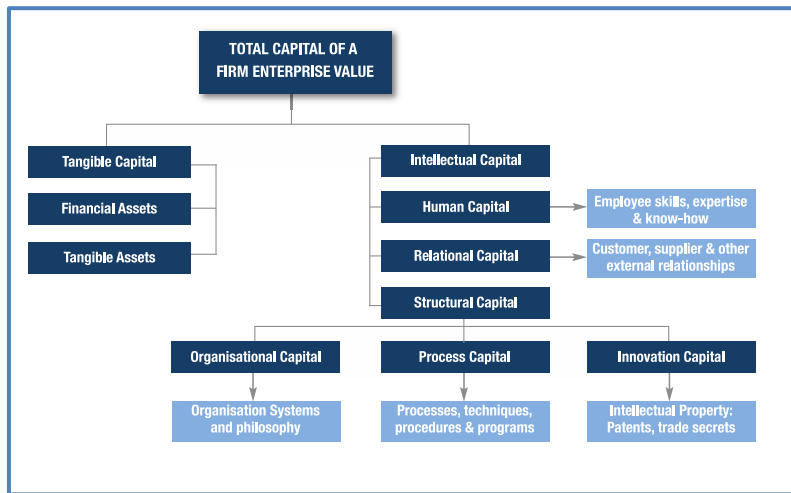 TOTAL CAPITAL OF A
FIRM ENTERPRISE VALUE
Tangible Capital
Intellectual Capital
Financial Assets
Human Capital
Employee skills, expertise
& know-how
Tangible Assets
Relational Capital
Customer, supplier & other
external relationships
Structural Capital
Organisational Capital
Process Capital
Innovation Capital
Organisation Systems
and philosophy
Processes, techniques,
procedures & programs
Intellectual Property:
Patents, trade secrets